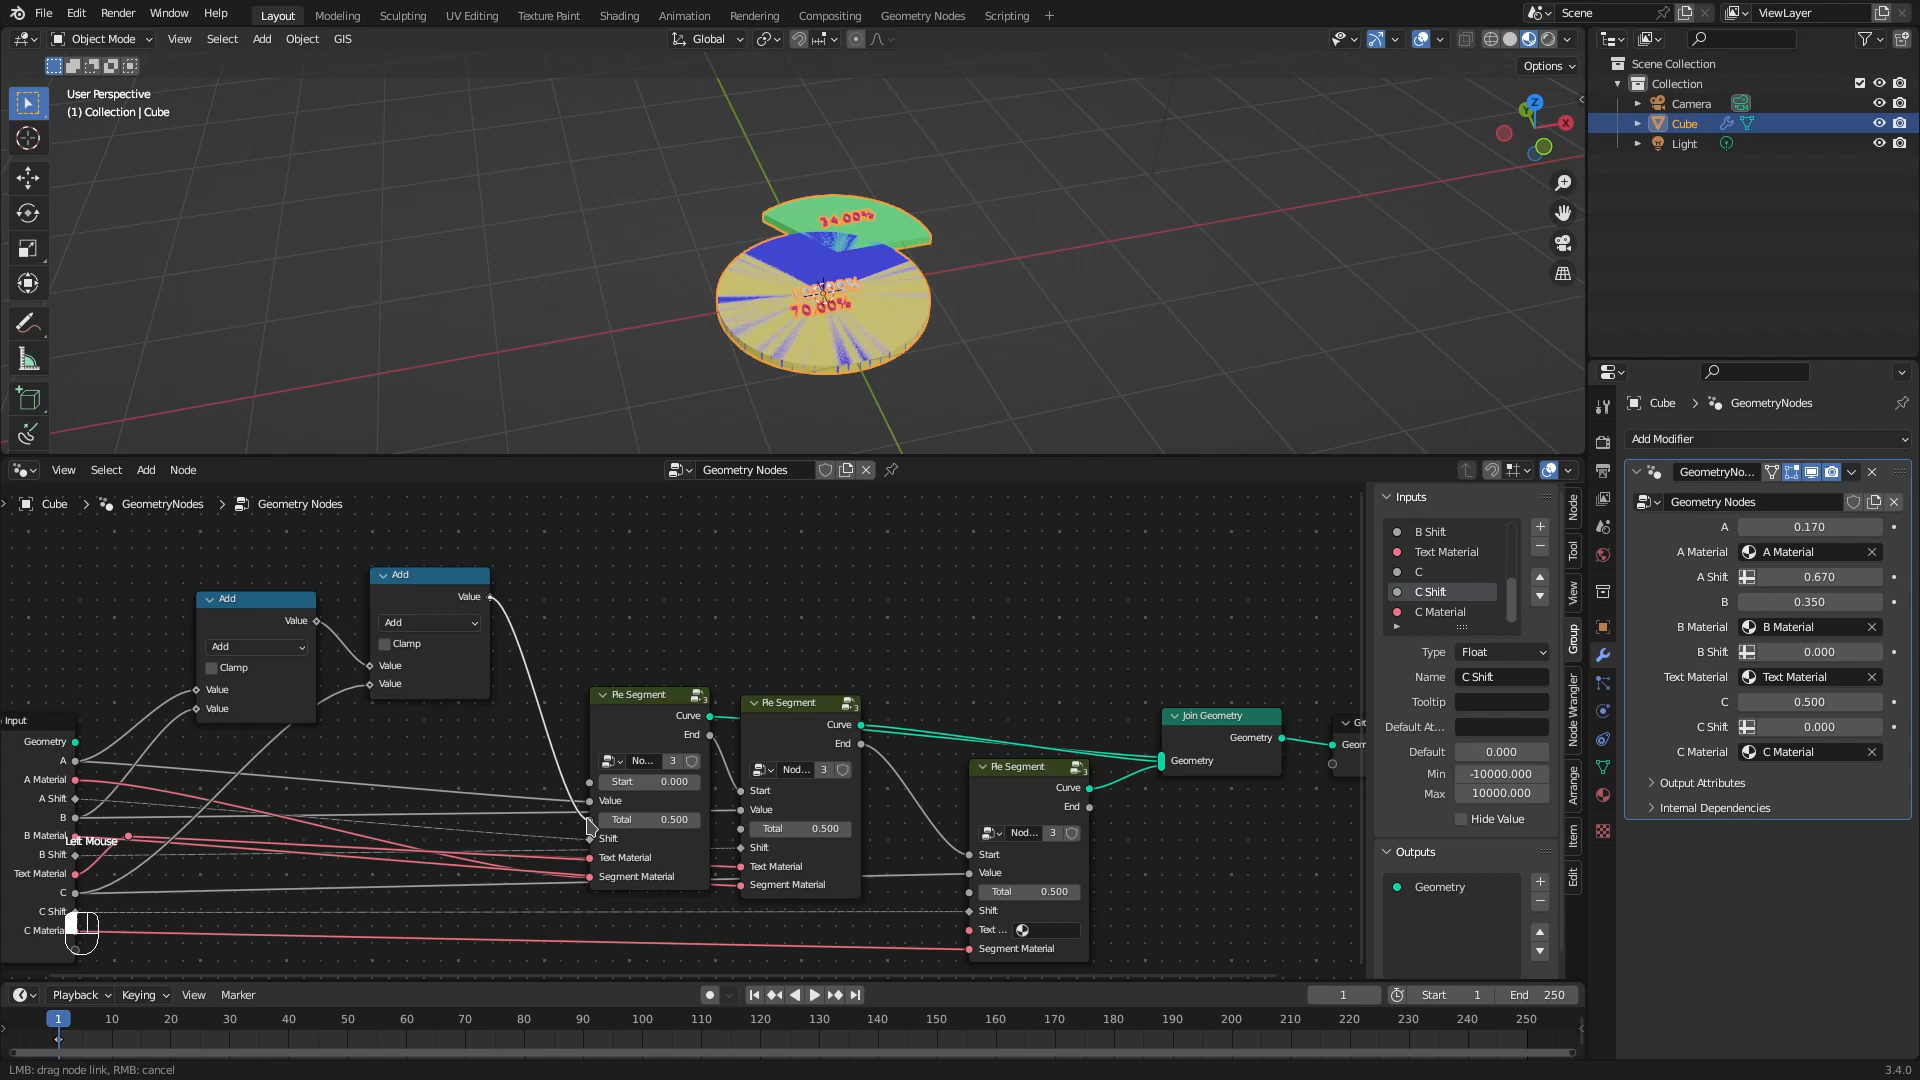 File Edit Render Window Help Layout Modeling Sculpting UV Editing Texture Paint Shading Animation Rendering Compositing Geometry Nodes Scripting + Scene ViewLayer
Object Mode View Select Add Object GIS Global
Options
User Perspective
(1) Collection | Cube
Scene Collection
Collection
Camera
Cube
Light
34.00%
70.00%
View Select Add Node Geometry Nodes
Cube > GeometryNodes > Geometry Nodes
Add
Value
Add
Clamp
Value
Value
Add
Value
Add
Clamp
Value
Value
Input
Geometry
A
A Material
A Shift
B
B Material
Left Mouse
B Shift
Text Material
C
C Shift
C Material
Pie Segment
Curve
End
No... 3
Start 0.000
Value
Total 0.500
Shift
Text Material
Segment Material
Pie Segment
Curve
End
Nod... 3
Start
Value
Total 0.500
Shift
Text Material
Segment Material
Pie Segment
Curve
End
Nod... 3
Start
Value
Total 0.500
Shift
Text ...
Segment Material
Join Geometry
Geometry
Geometry
Inputs
B Shift
Text Material
C
C Shift
C Material
Type Float
Name C Shift
Tooltip
Default At...
Default 0.000
Min -10000.000
Max 10000.000
Hide Value
Outputs
Geometry
Node
Tool
View
Group
Node Wrangler
Arrange
Item
Edit
Cube > GeometryNodes
Add Modifier
GeometryNo...
Geometry Nodes
A 0.170
A Material A Material
A Shift 0.670
B 0.350
B Material B Material
B Shift 0.000
Text Material Text Material
C 0.500
C Shift 0.000
C Material C Material
Output Attributes
Internal Dependencies
Playback Keying View Marker 1 Start 1 End 250
1 10 20 30 40 50 60 70 80 90 100 110 120 130 140 150 160 170 180 190 200 210 220 230 240 250
LMB: drag node link, RMB: cancel 3.4.0